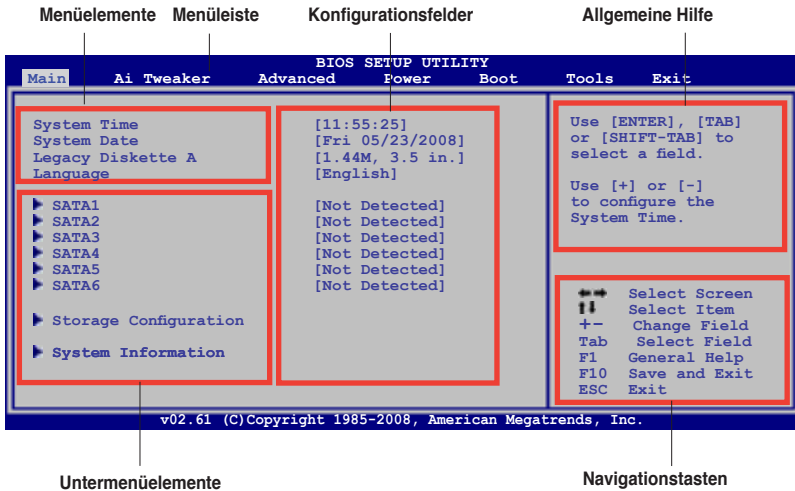 Menüelemente Menüleiste Konfigurationsfelder Allgemeine Hilfe
BIOS SETUP UTILITY
Main Ai Tweaker Advanced Power Boot Tools Exit
System Time [11:55:25]
System Date [Fri 05/23/2008]
Legacy Diskette A [1.44M, 3.5 in.]
Language [English]
SATA1 [Not Detected]
SATA2 [Not Detected]
SATA3 [Not Detected]
SATA4 [Not Detected]
SATA5 [Not Detected]
SATA6 [Not Detected]
Storage Configuration
System Information
Use [ENTER], [TAB]
or [SHIFT-TAB] to
select a field.
Use [+] or [-]
to configure the
System Time.
←→ Select Screen
↑↓ Select Item
+- Change Field
Tab Select Field
F1 General Help
F10 Save and Exit
ESC Exit
v02.61 (C)Copyright 1985-2008, American Megatrends, Inc.
Untermenüelemente Navigationstasten